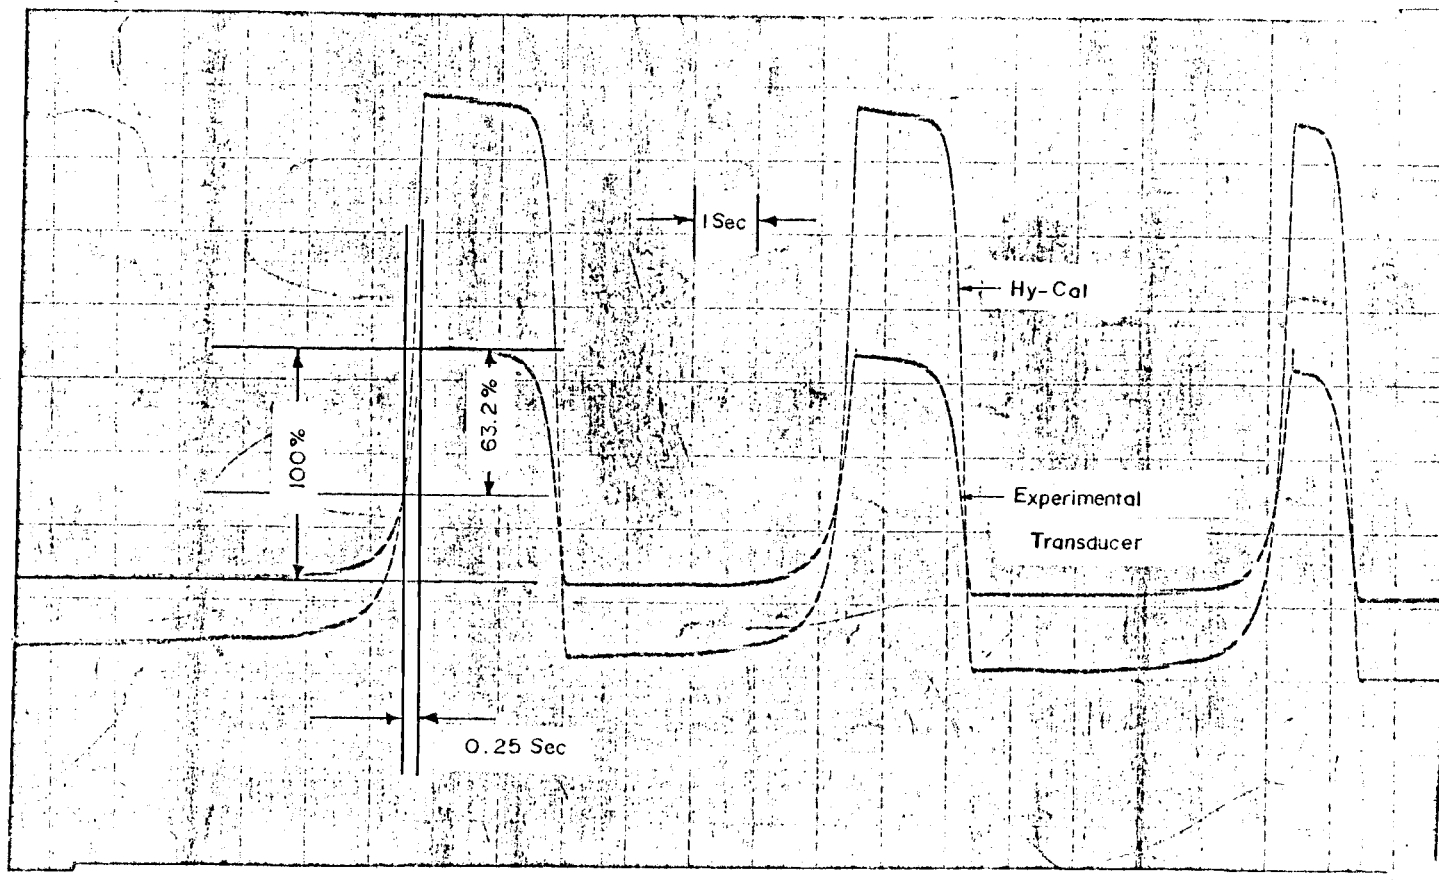 1 Sec
Hy-Cal
100%
63.2%
Experimental
Transducer
0.25 Sec